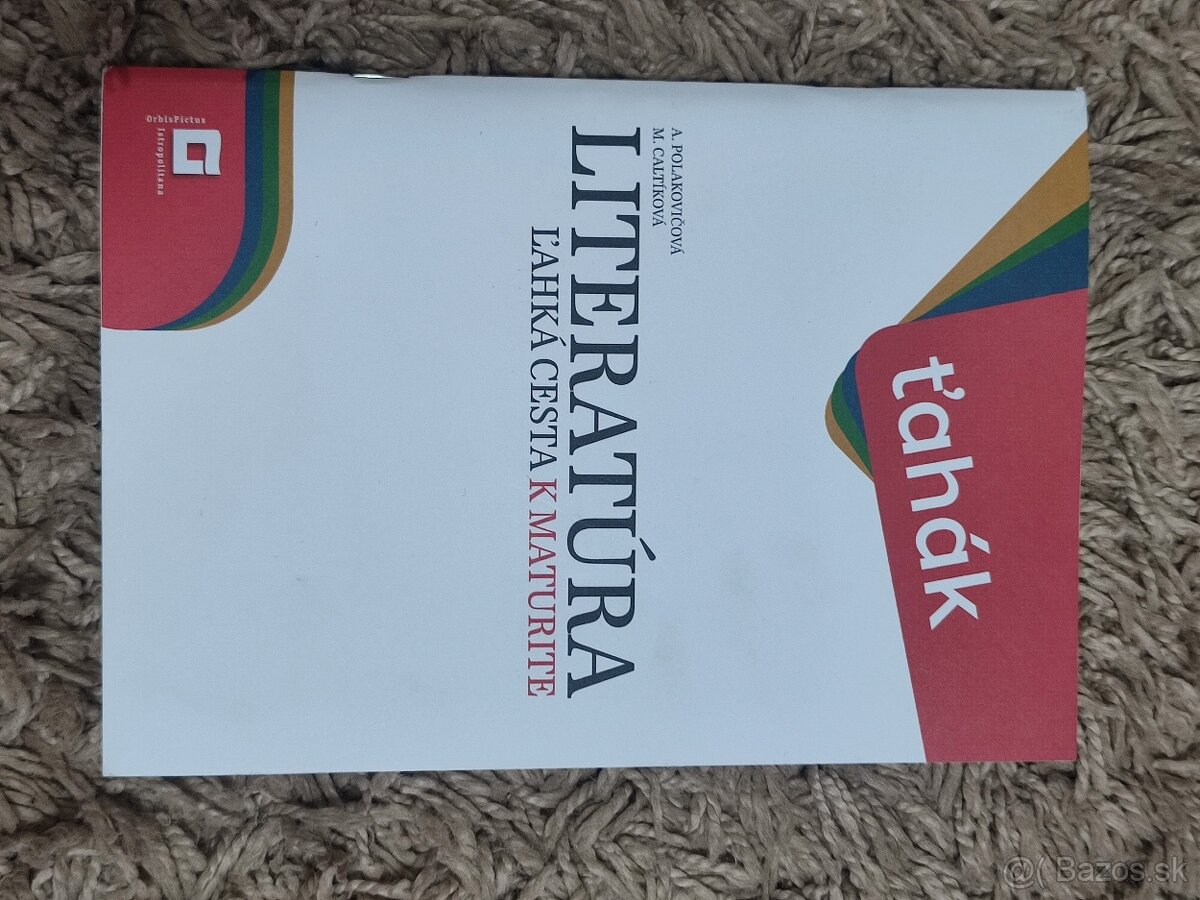 ťahák
A. POLAKOVIČOVÁ
M. CALTÍKOVÁ
LITERATÚRA
ĽAHKÁ CESTA K MATURITE
OrbisPictus
Istropolitana
@( Bazos.sk